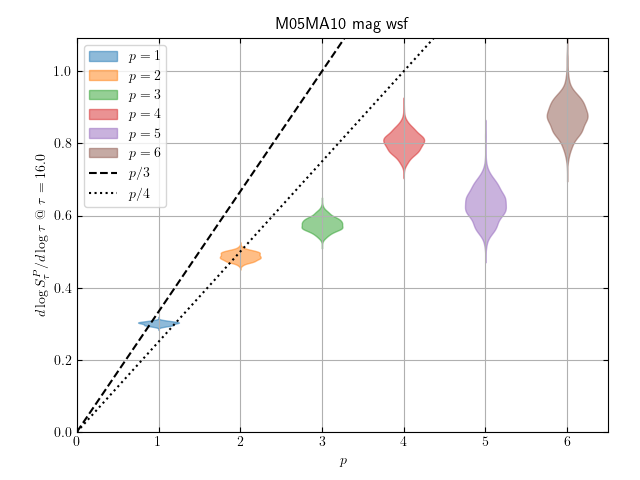 M05MA10 mag wsf
d log S_τ^P / d log τ @ τ = 16.0
1.0
0.8
0.6
0.4
0.2
0.0
p = 1
p = 2
p = 3
p = 4
p = 5
p = 6
p/3
p/4
0 1 2 3 4 5 6
p